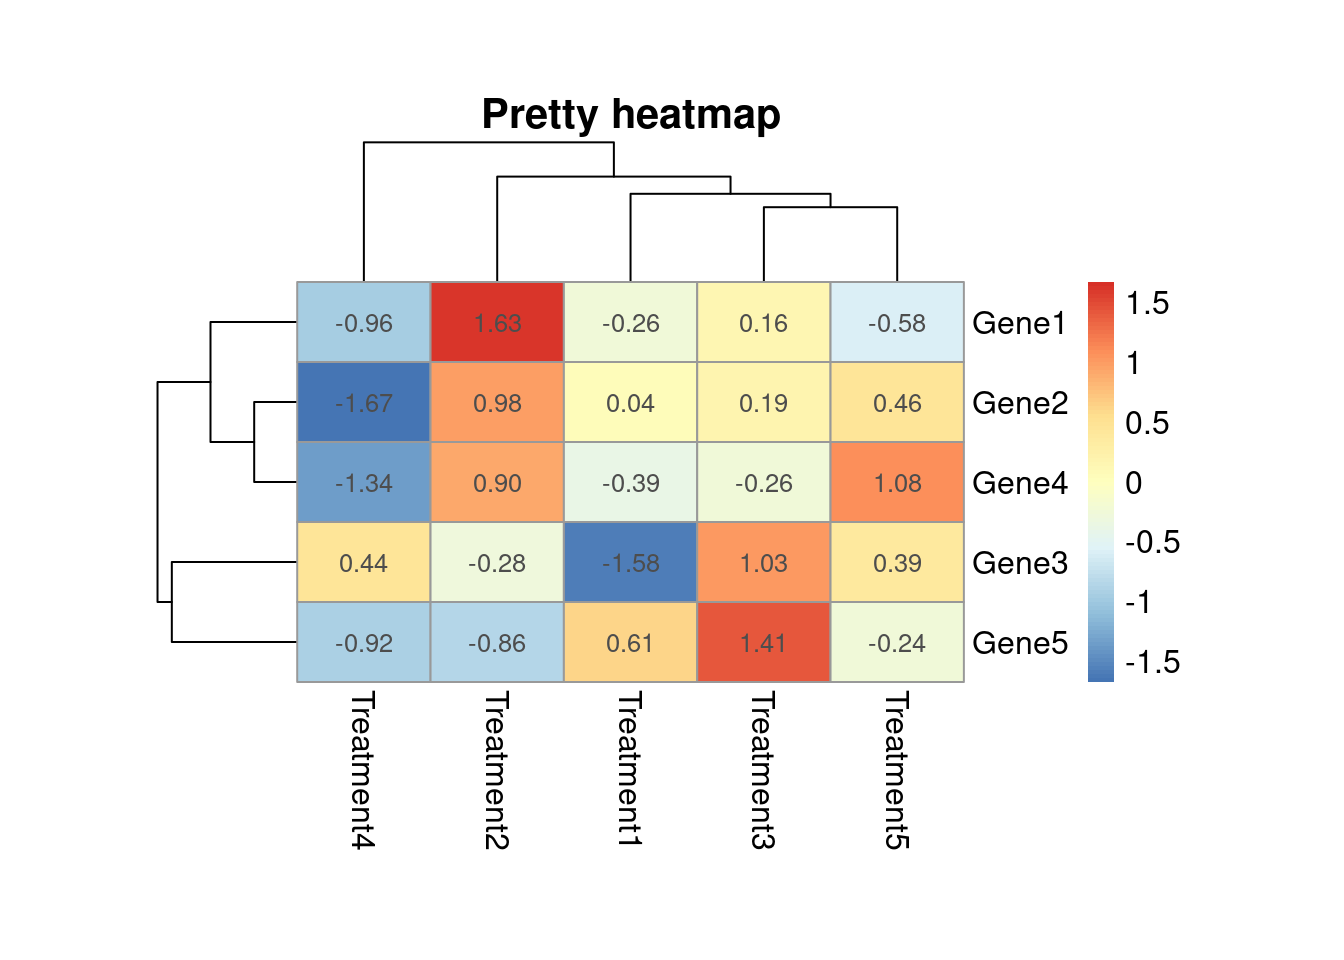 Pretty heatmap
-0.96 1.63 -0.26 0.16 -0.58 Gene1
-1.67 0.98 0.04 0.19 0.46 Gene2
-1.34 0.90 -0.39 -0.26 1.08 Gene4
0.44 -0.28 -1.58 1.03 0.39 Gene3
-0.92 -0.86 0.61 1.41 -0.24 Gene5
Treatment4
Treatment2
Treatment1
Treatment3
Treatment5
1.5
1
0.5
0
-0.5
-1
-1.5